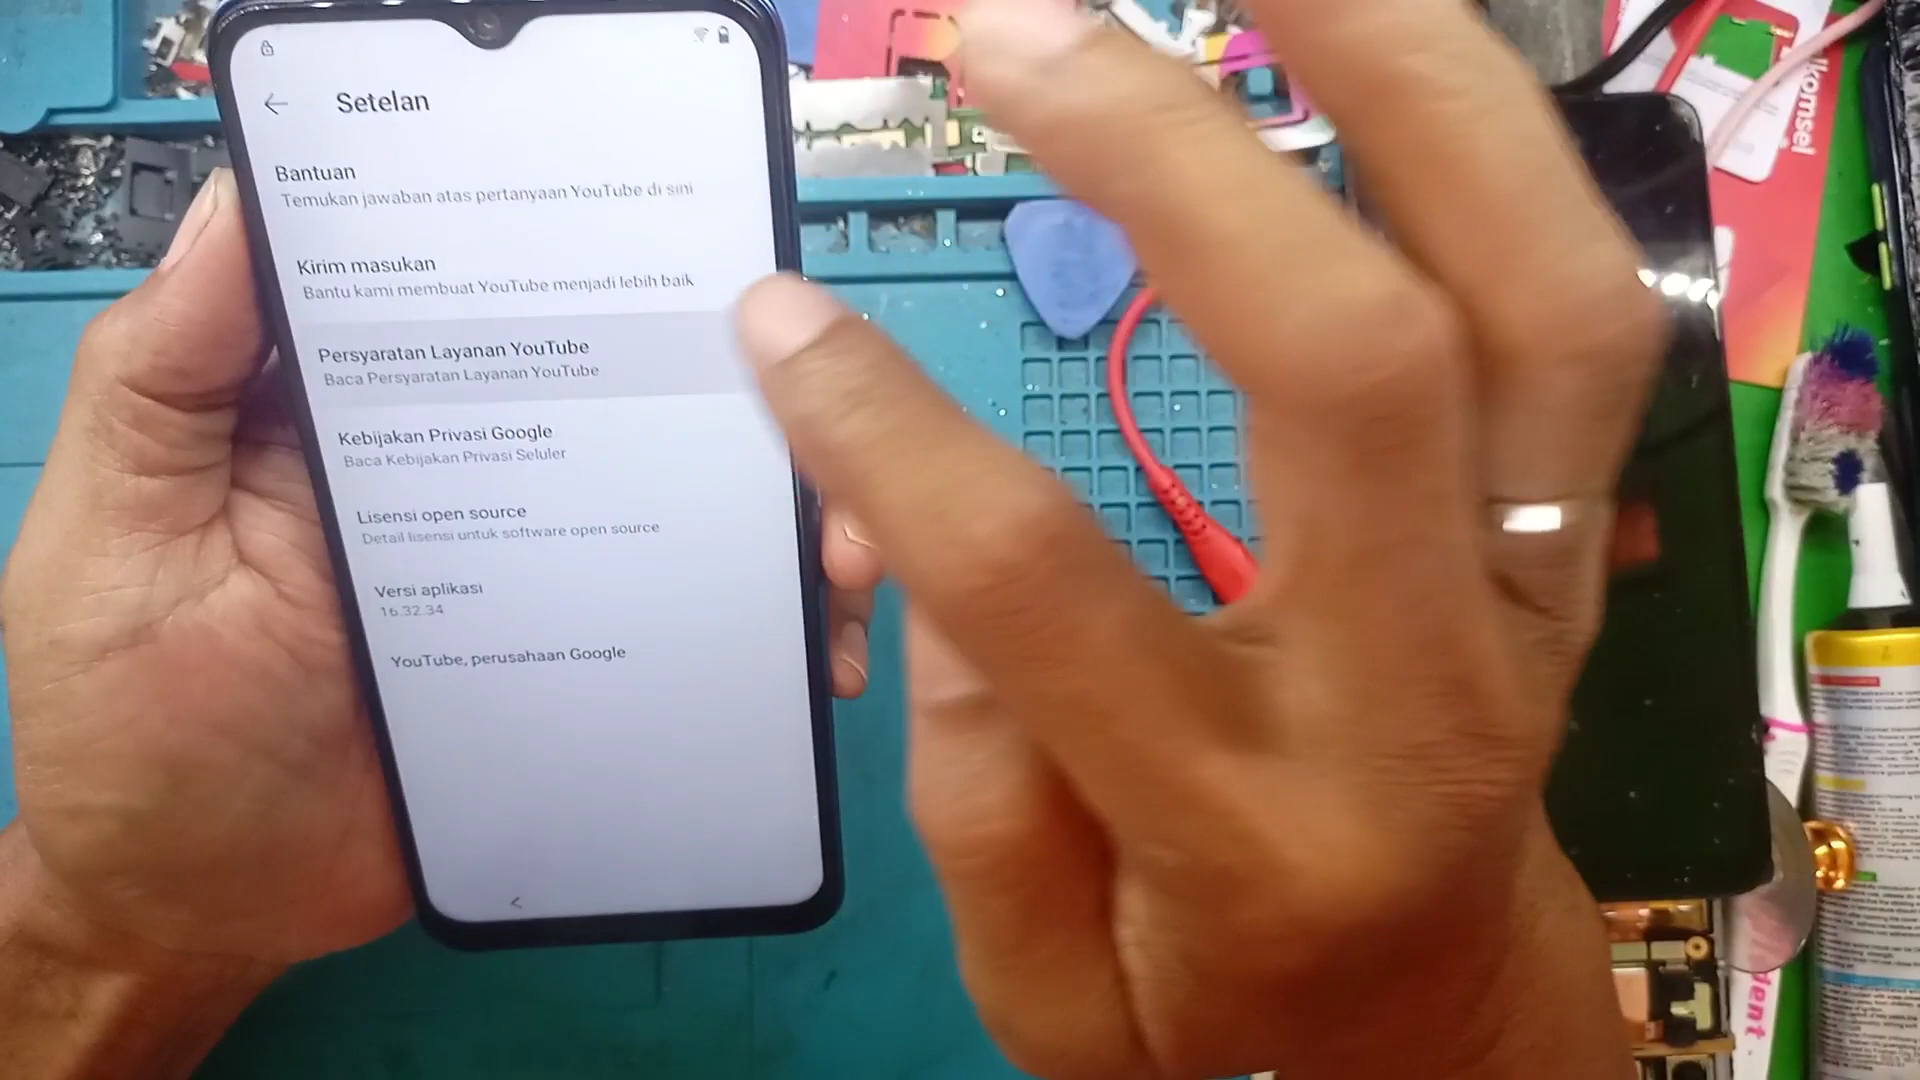 Setelan
Bantuan
Temukan jawaban atas pertanyaan YouTube di sini
Kirim masukan
Bantu kami membuat YouTube menjadi lebih baik
Persyaratan Layanan YouTube
Baca Persyaratan Layanan YouTube
Kebijakan Privasi Google
Baca Kebijakan Privasi Seluler
Lisensi open source
Detail lisensi untuk software open source
Versi aplikasi
16.32.34
YouTube, perusahaan Google
lkomsel
dent